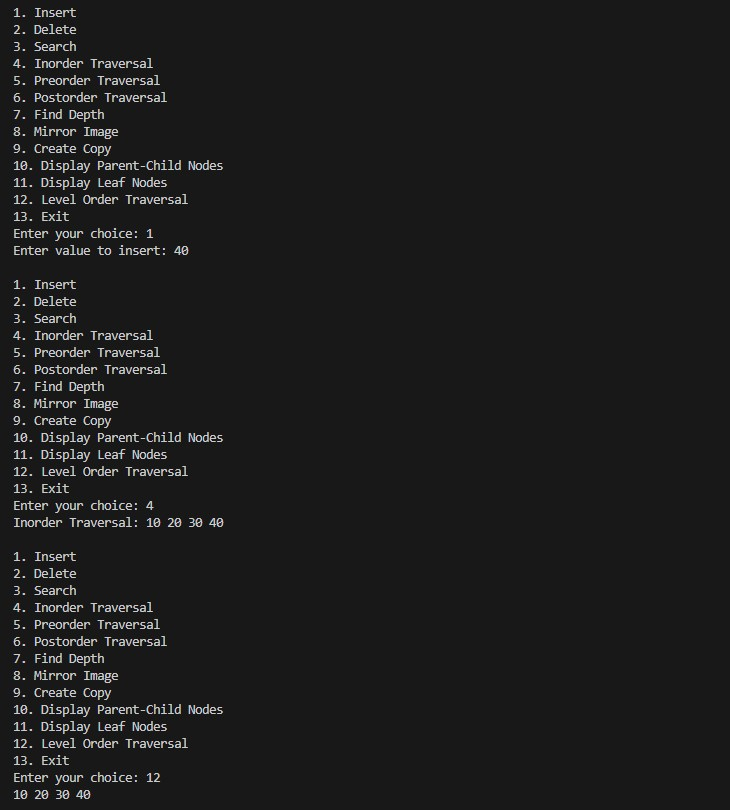 1. Insert
2. Delete
3. Search
4. Inorder Traversal
5. Preorder Traversal
6. Postorder Traversal
7. Find Depth
8. Mirror Image
9. Create Copy
10. Display Parent-Child Nodes
11. Display Leaf Nodes
12. Level Order Traversal
13. Exit
Enter your choice: 1
Enter value to insert: 40

1. Insert
2. Delete
3. Search
4. Inorder Traversal
5. Preorder Traversal
6. Postorder Traversal
7. Find Depth
8. Mirror Image
9. Create Copy
10. Display Parent-Child Nodes
11. Display Leaf Nodes
12. Level Order Traversal
13. Exit
Enter your choice: 4
Inorder Traversal: 10 20 30 40

1. Insert
2. Delete
3. Search
4. Inorder Traversal
5. Preorder Traversal
6. Postorder Traversal
7. Find Depth
8. Mirror Image
9. Create Copy
10. Display Parent-Child Nodes
11. Display Leaf Nodes
12. Level Order Traversal
13. Exit
Enter your choice: 12
10 20 30 40